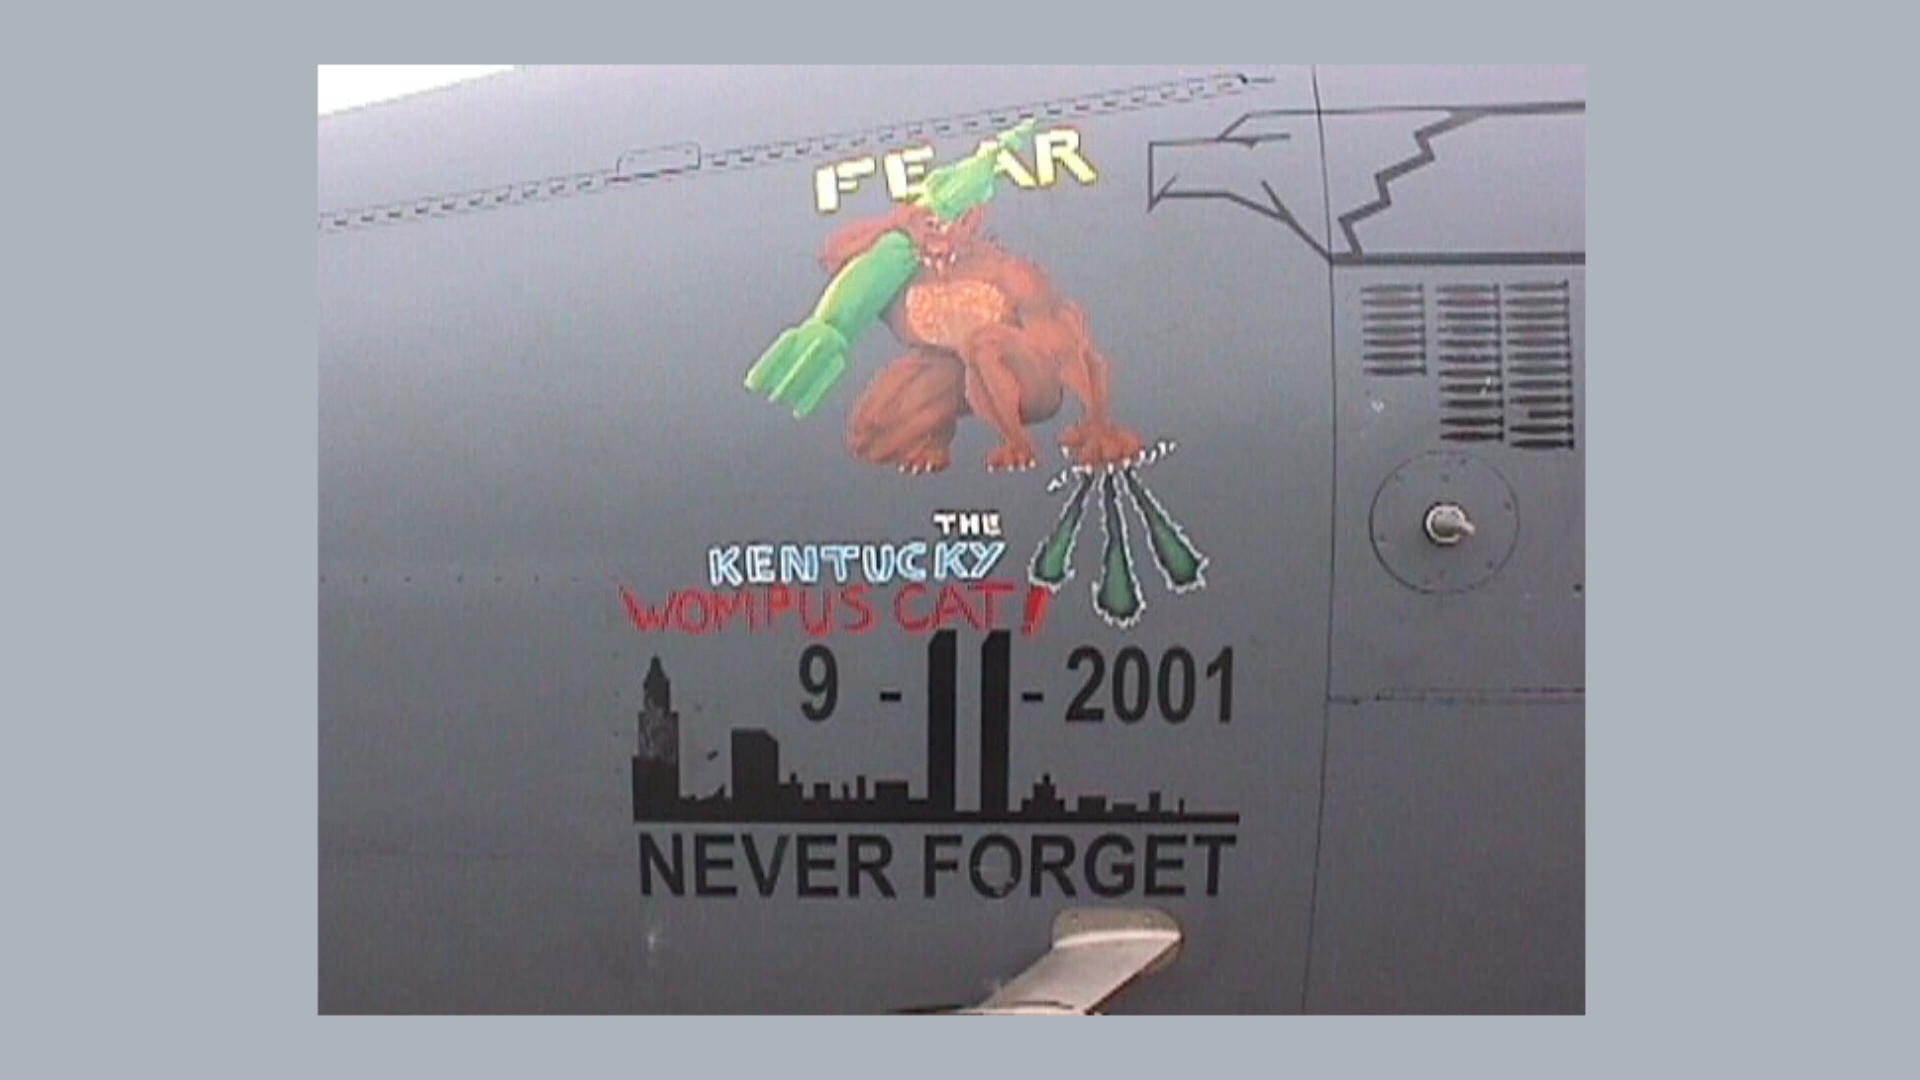 FEAR
THE
KENTUCKY
WOMPUS CAT!
9-11-2001
NEVER FORGET